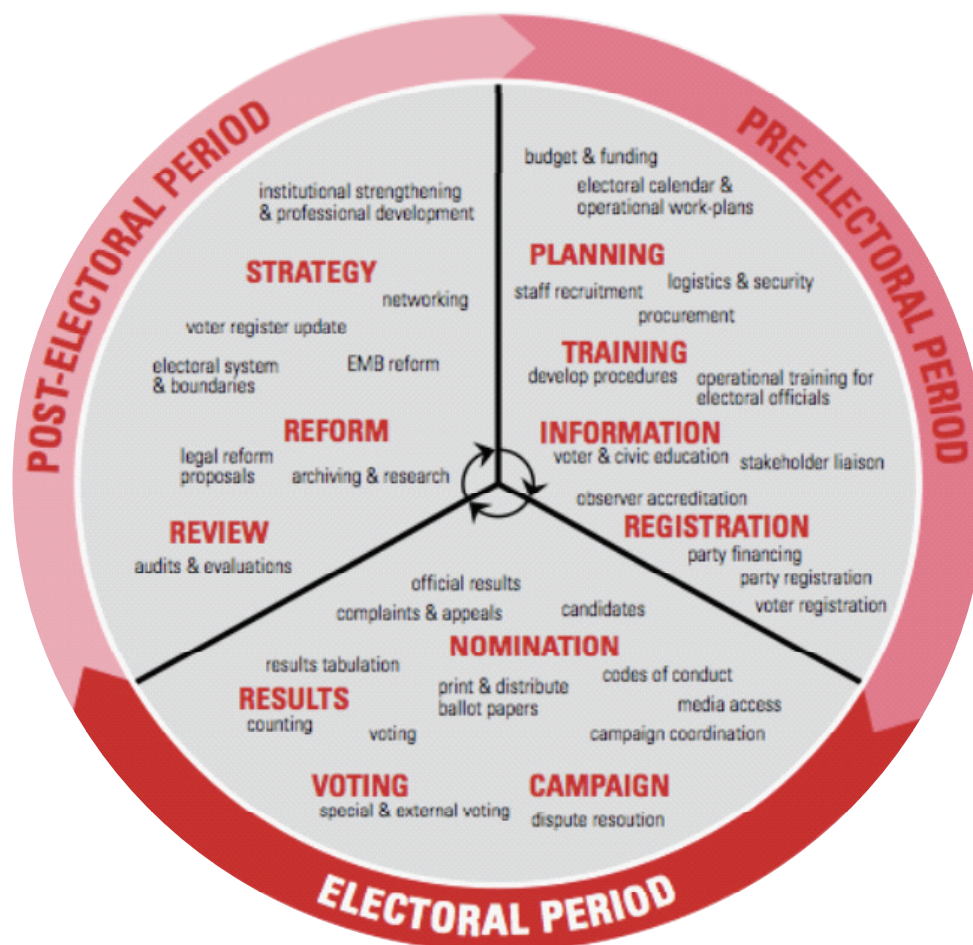 POST-ELECTORAL PERIOD
institutional strengthening
& professional development
STRATEGY
networking
voter register update
electoral system
& boundaries
EMB reform
REFORM
legal reform
proposals
archiving & research
REVIEW
audits & evaluations
PRE-ELECTORAL PERIOD
budget & funding
electoral calendar &
operational work-plans
PLANNING
logistics & security
staff recruitment
procurement
TRAINING
develop procedures
operational training for
electoral officials
INFORMATION
voter & civic education
stakeholder liaison
observer accreditation
REGISTRATION
party financing
party registration
voter registration
official results
complaints & appeals
candidates
NOMINATION
results tabulation
print & distribute
ballot papers
codes of conduct
RESULTS
media access
counting
voting
campaign coordination
VOTING
CAMPAIGN
special & external voting
dispute resoution
ELECTORAL PERIOD